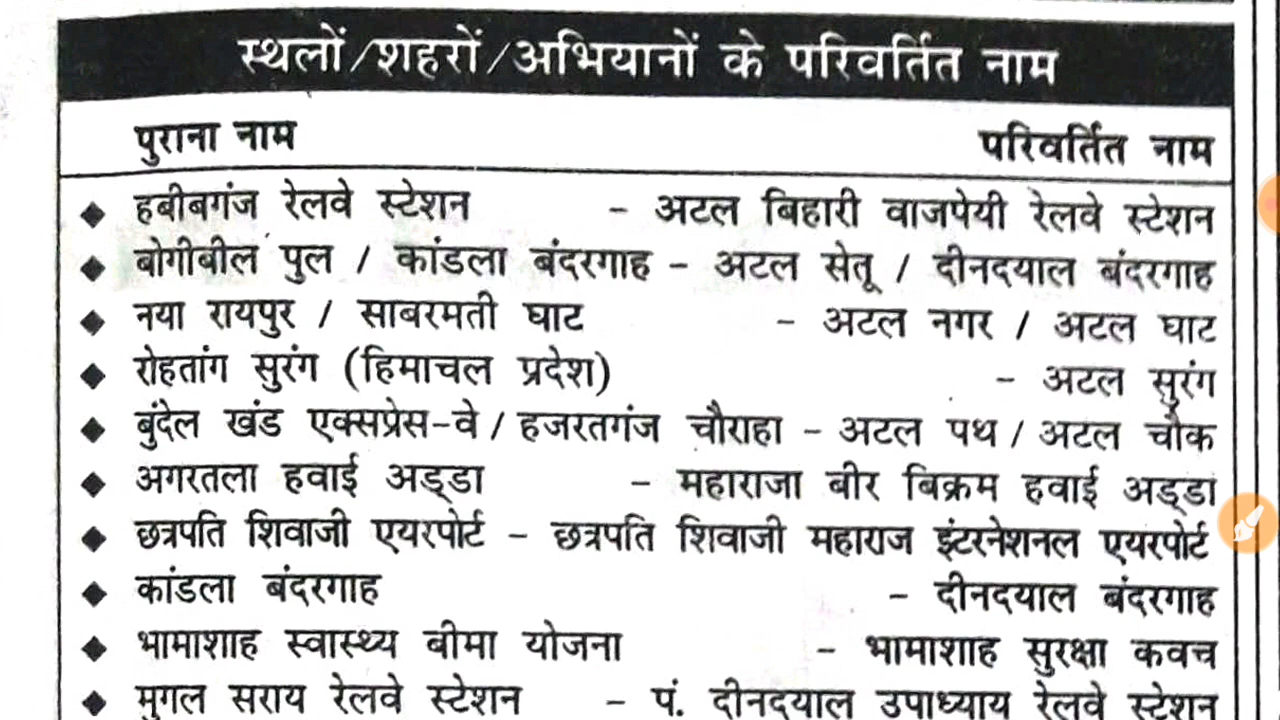 स्थलों/शहरों/अभियानों के परिवर्तित नाम
पुराना नाम परिवर्तित नाम
◆ हबीबगंज रेलवे स्टेशन - अटल बिहारी वाजपेयी रेलवे स्टेशन
◆ बोगीबील पुल / कांडला बंदरगाह - अटल सेतू / दीनदयाल बंदरगाह
◆ नया रायपुर / साबरमती घाट - अटल नगर / अटल घाट
◆ रोहतांग सुरंग (हिमाचल प्रदेश) - अटल सुरंग
◆ बुंदेल खंड एक्सप्रेस-वे / हजरतगंज चौराहा - अटल पथ / अटल चौक
◆ अगरतला हवाई अड्डा - महाराजा बीर बिक्रम हवाई अड्डा
◆ छत्रपति शिवाजी एयरपोर्ट - छत्रपति शिवाजी महाराज इंटरनेशनल एयरपोर्ट
◆ कांडला बंदरगाह - दीनदयाल बंदरगाह
◆ भामाशाह स्वास्थ्य बीमा योजना - भामाशाह सुरक्षा कवच
◆ मुगल सराय रेलवे स्टेशन - पं. दीनदयाल उपाध्याय रेलवे स्टेशन